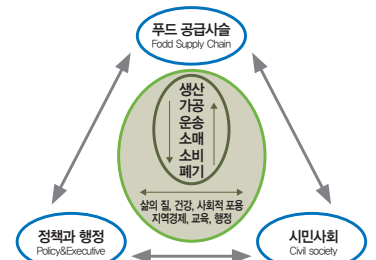 푸드 공급사슬
Fodd Supply Chain
생산
가공
운송
소매
소비
폐기
삶의 질, 건강, 사회적 포용
지역경제, 교육, 행정
정책과 행정
Policy&Executive
시민사회
Civil society